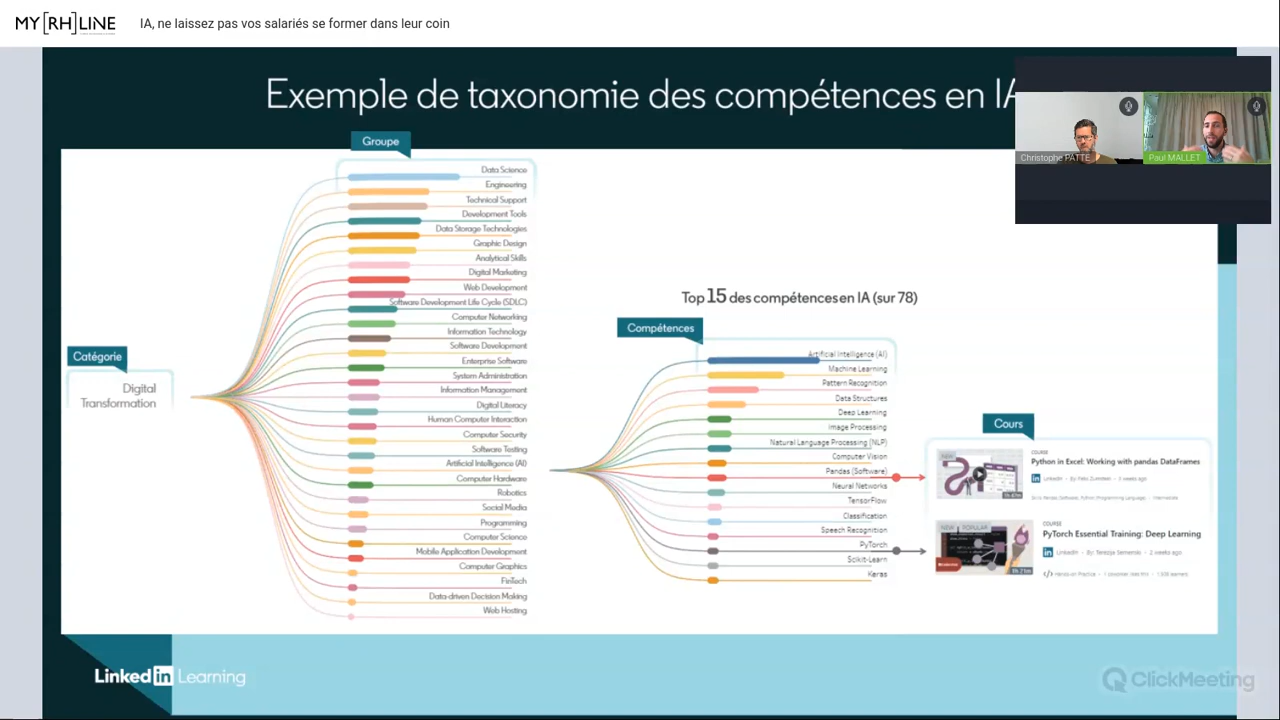 MY[RH]LINE
IA, ne laissez pas vos salariés se former dans leur coin
Exemple de taxonomie des compétences en IA
Christophe PATTE
Paul MALLET
Groupe
Data Science
Engineering
Technical Support
Development Tools
Data Storage Technologies
Graphic Design
Analytical Skills
Digital Marketing
Web Development
Software Development Life Cycle (SDLC)
Computer Networking
Information Technology
Software Development
Enterprise Software
System Administration
Information Management
Digital Literacy
Human Computer Interaction
Computer Security
Software Testing
Artificial Intelligence (AI)
Computer Hardware
Robotics
Social Media
Programming
Computer Science
Mobile Application Development
Computer Graphics
FinTech
Data-driven Decision Making
Web Hosting
Catégorie
Digital
Transformation
Top 15 des compétences en IA (sur 78)
Compétences
Artificial Intelligence (AI)
Machine Learning
Pattern Recognition
Data Structures
Deep Learning
Image Processing
Natural Language Processing (NLP)
Computer Vision
Pandas (Software)
Neural Networks
TensorFlow
Classification
Speech Recognition
PyTorch
Scikit-Learn
Keras
Cours
COURSE
Python in Excel: Working with pandas DataFrames
LinkedIn
COURSE
NEW POPULAR
PyTorch Essential Training: Deep Learning
LinkedIn · 2 weeks ago
Linked in Learning
ClickMeeting